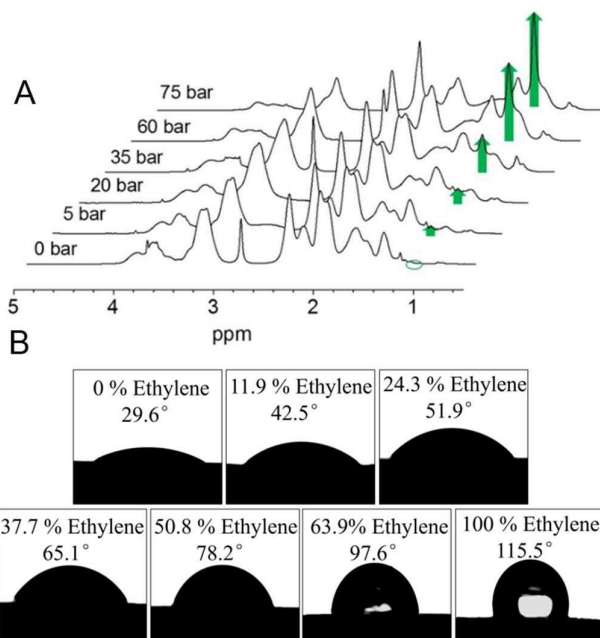 A
75 bar
60 bar
35 bar
20 bar
5 bar
0 bar
5 4 3 2 1
ppm
B
0 % Ethylene
29.6°
11.9 % Ethylene
42.5°
24.3 % Ethylene
51.9°
37.7 % Ethylene
65.1°
50.8 % Ethylene
78.2°
63.9% Ethylene
97.6°
100 % Ethylene
115.5°